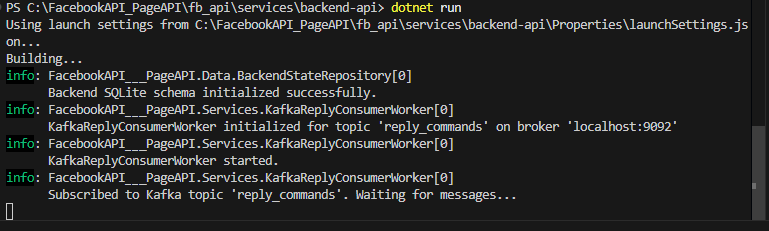 PS C:\FacebookAPI_PageAPI\fb_api\services\backend-api> dotnet run
Using launch settings from C:\FacebookAPI_PageAPI\fb_api\services\backend-api\Properties\launchSettings.js
on...
Building...
info: FacebookAPI___PageAPI.Data.BackendStateRepository[0]
      Backend SQLite schema initialized successfully.
info: FacebookAPI___PageAPI.Services.KafkaReplyConsumerWorker[0]
      KafkaReplyConsumerWorker initialized for topic 'reply_commands' on broker 'localhost:9092'
info: FacebookAPI___PageAPI.Services.KafkaReplyConsumerWorker[0]
      KafkaReplyConsumerWorker started.
info: FacebookAPI___PageAPI.Services.KafkaReplyConsumerWorker[0]
      Subscribed to Kafka topic 'reply_commands'. Waiting for messages...